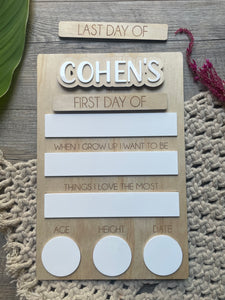 LAST DAY OF
COHEN'S
FIRST DAY OF
WHEN I GROW UP I WANT TO BE
THINGS I LOVE THE MOST
AGE HEIGHT DATE